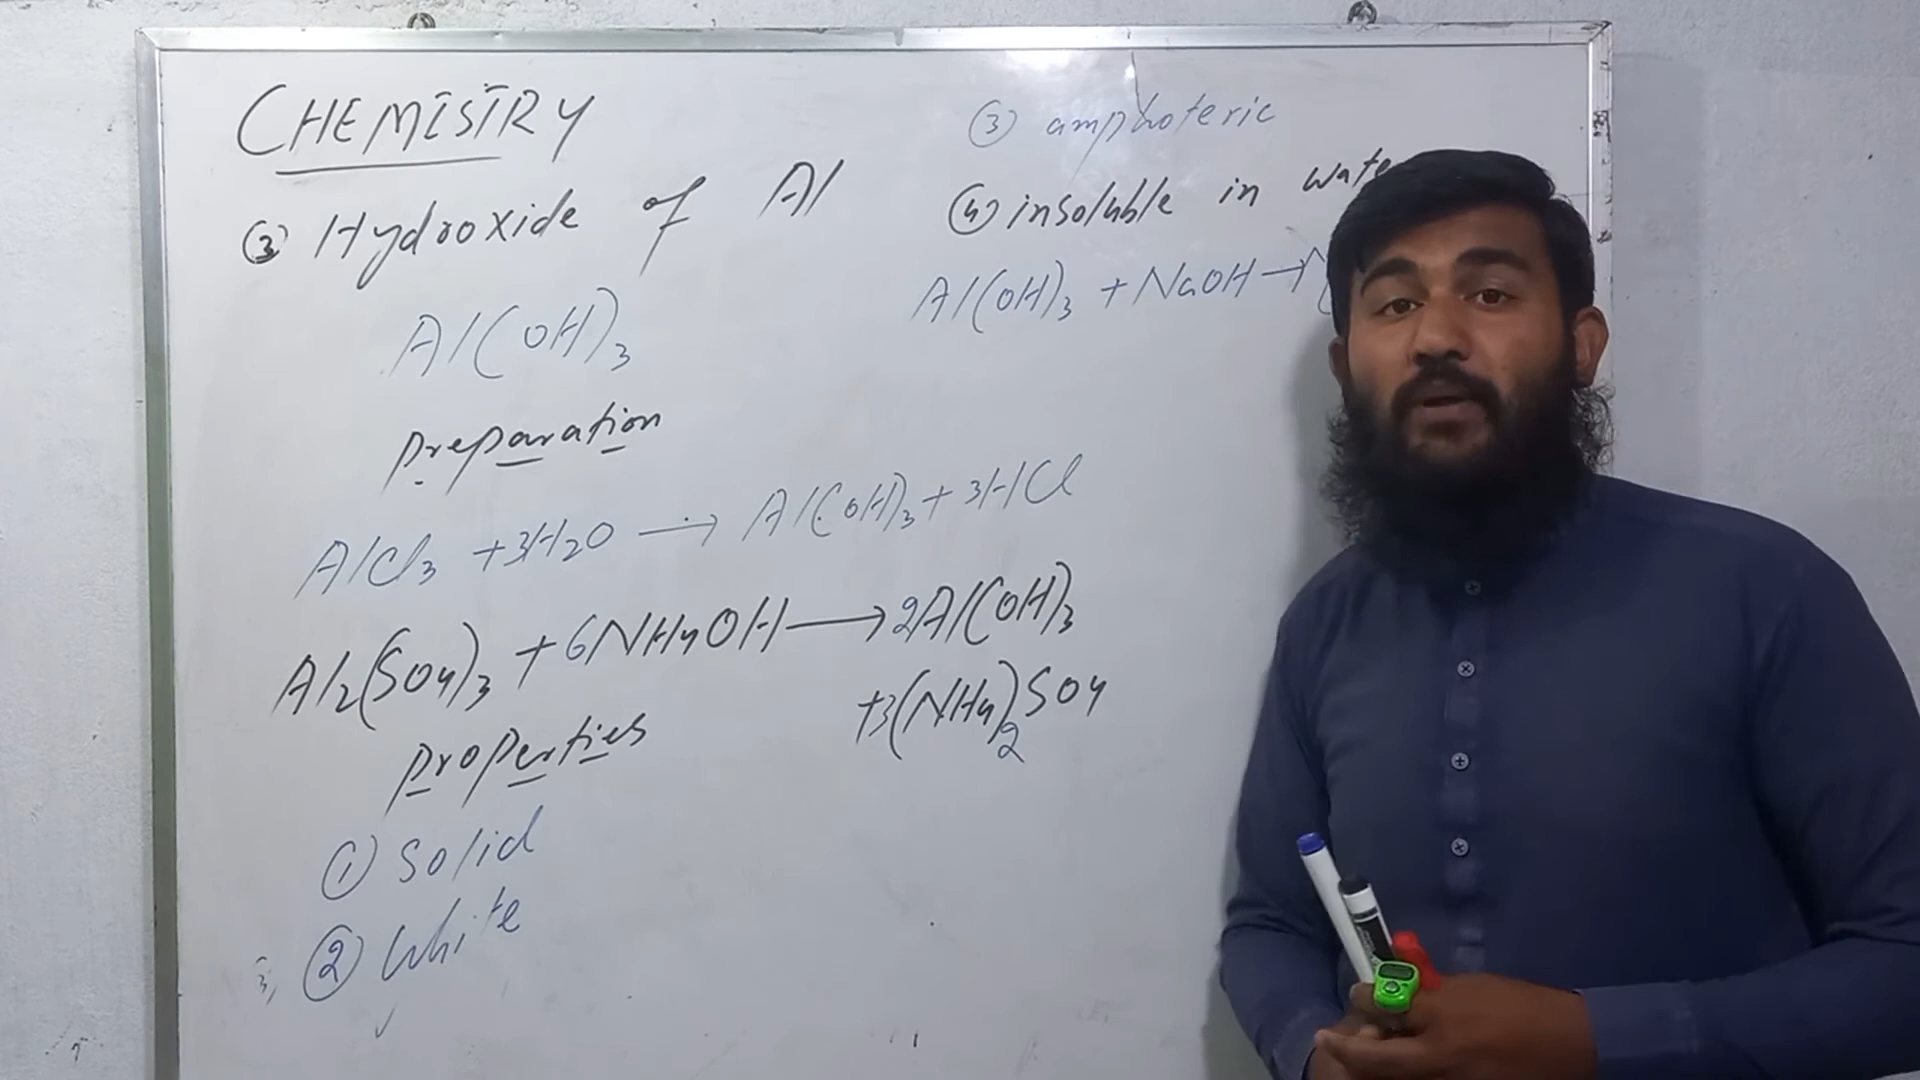 CHEMISTRY
(3) Hydroxide of Al
Al(OH)3
Preparation
AlCl3 +3H2O → Al(OH)3 + 3HCl
Al2(SO4)3 + 6NH4OH → 2Al(OH)3
+3(NH4)2SO4
Properties
(1) Solid
(2) White
(3) amphoteric
(4) insoluble in wate
Al(OH)3 + NaOH →